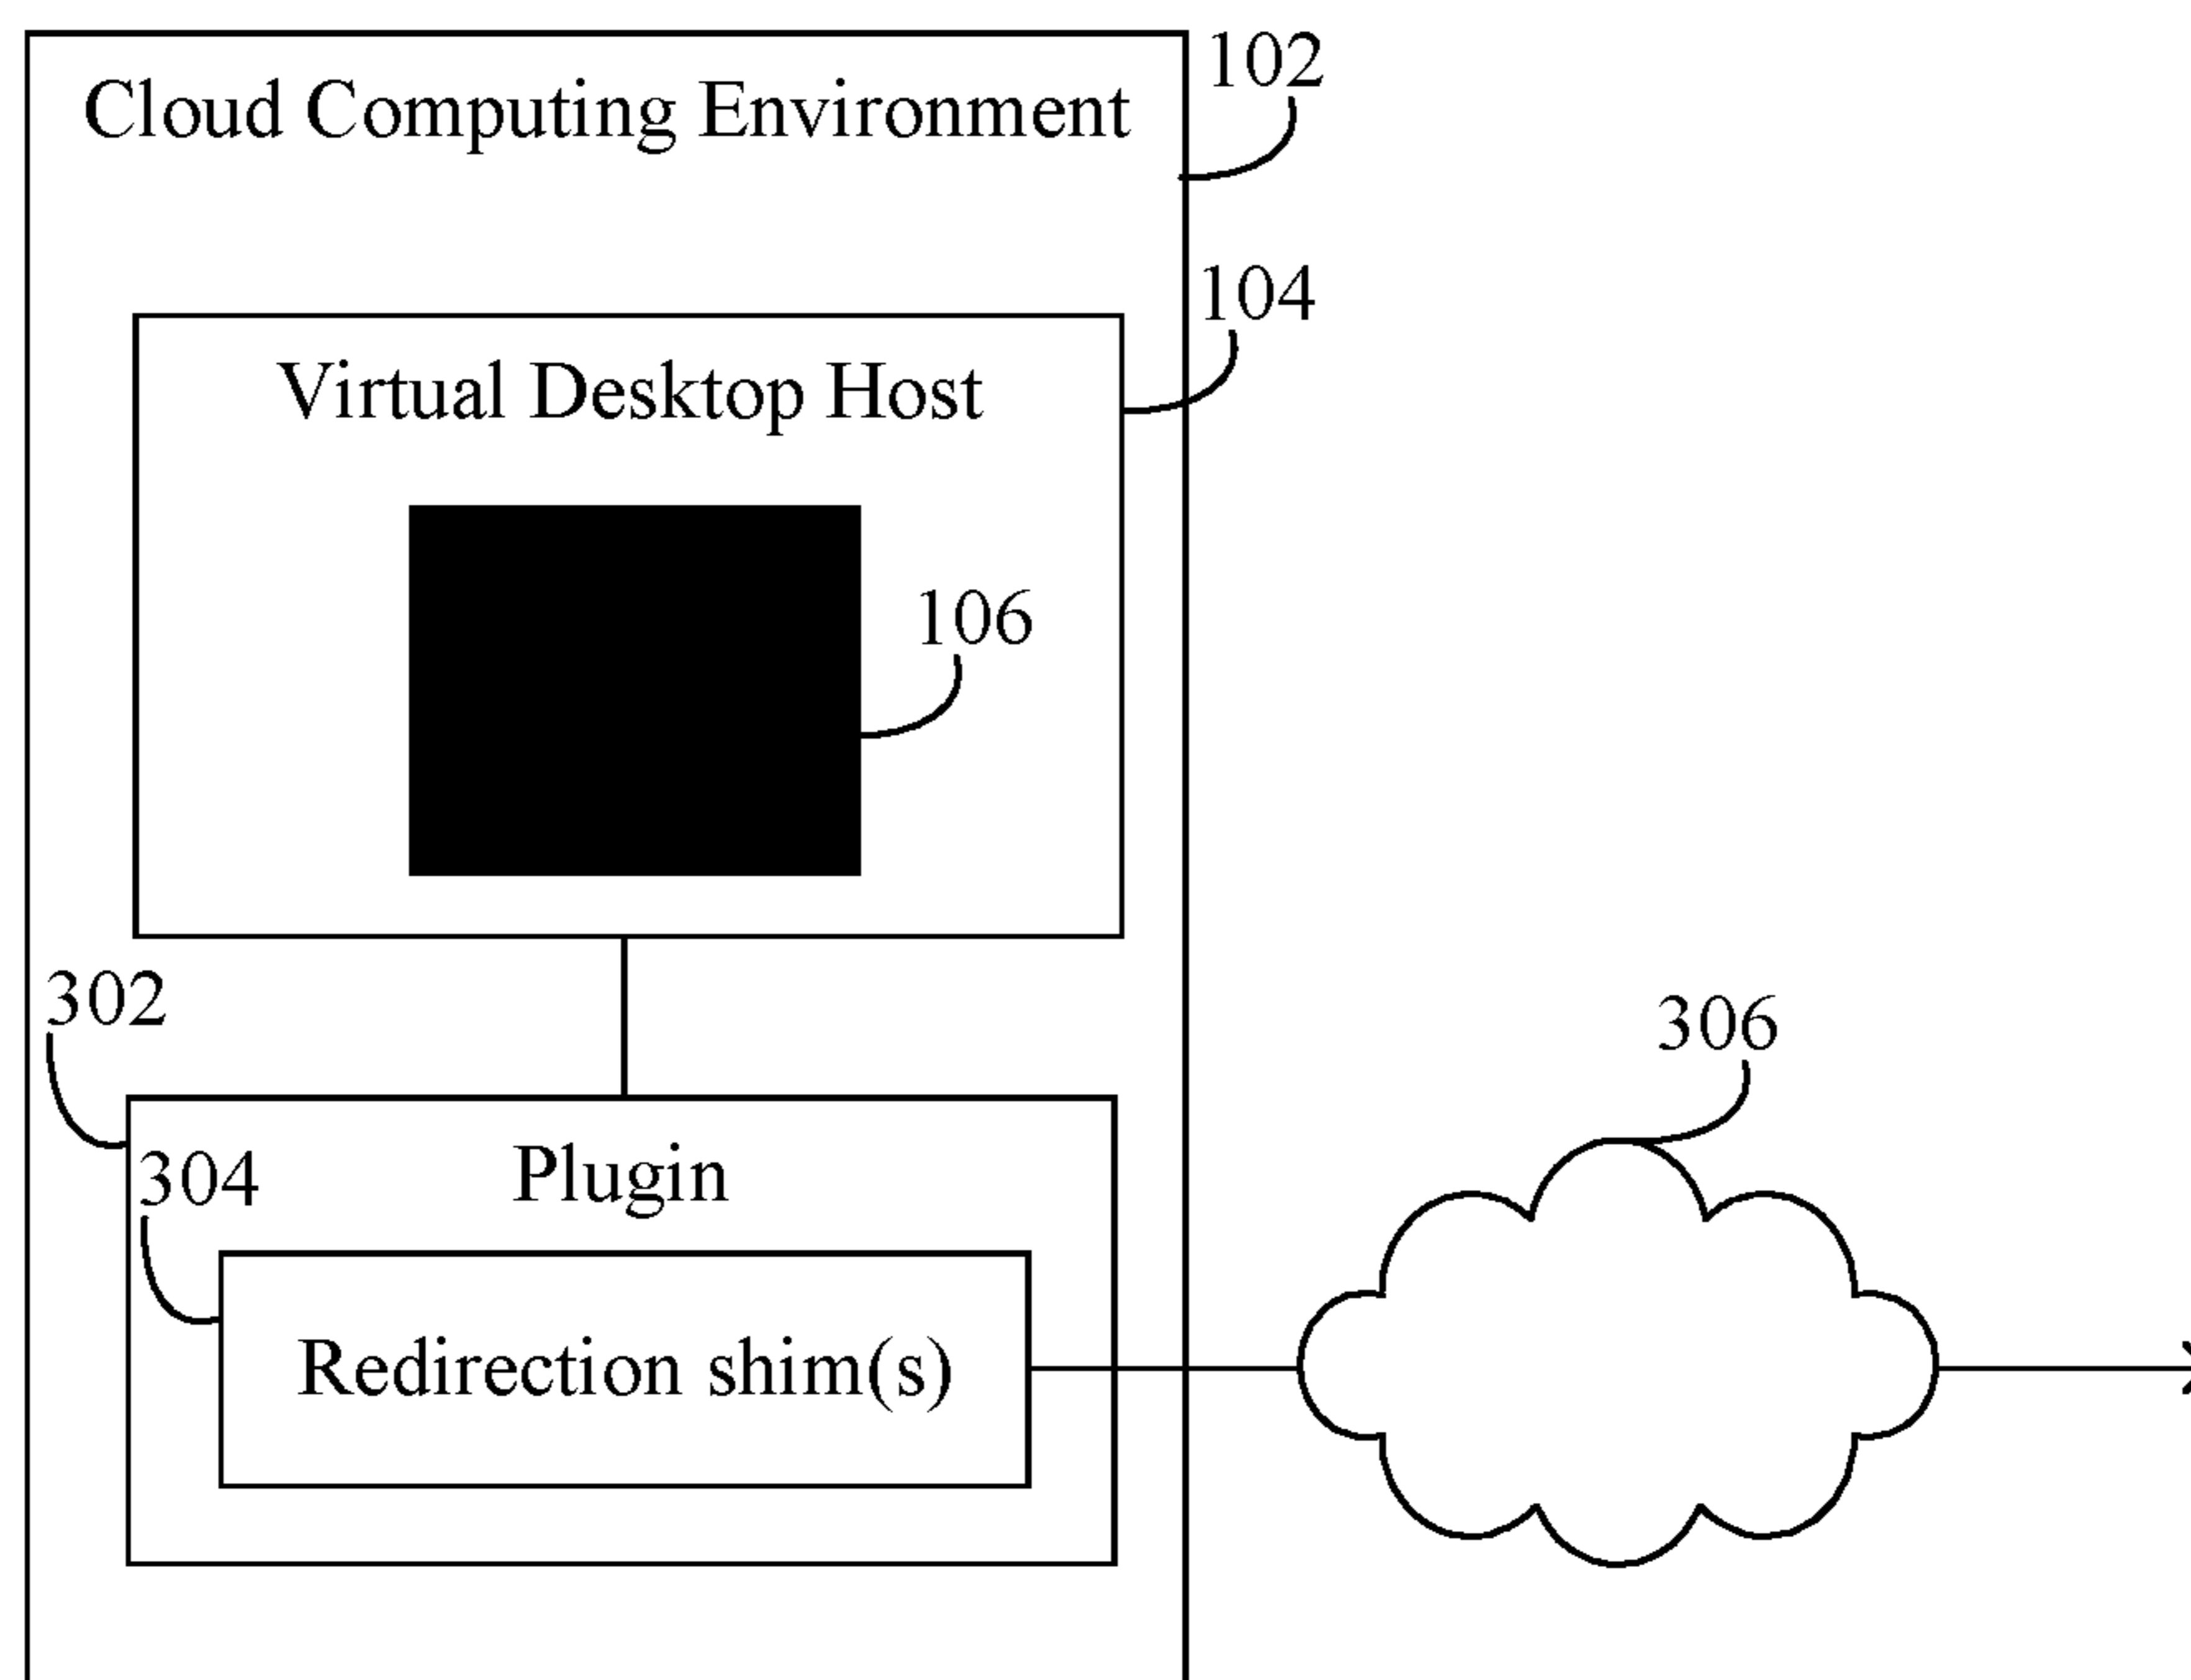 Cloud Computing Environment
102
104
Virtual Desktop Host
106
302
306
304
Plugin
Redirection shim(s)